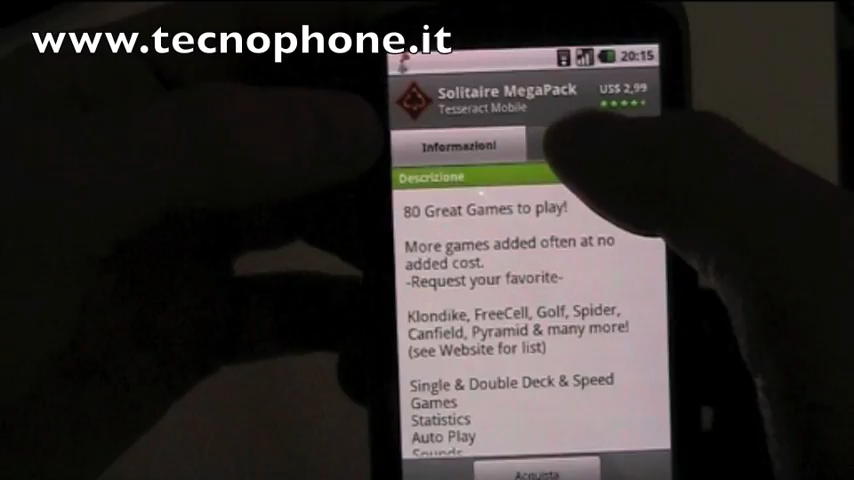 www.tecnophone.it
20:15
Solitaire MegaPack
US$ 2,99
Tesseract Mobile
Informazioni
Descrizione
80 Great Games to play!
More games added often at no
added cost.
-Request your favorite-
Klondike, FreeCell, Golf, Spider,
Canfield, Pyramid & many more!
(see Website for list)
Single & Double Deck & Speed
Games
Statistics
Auto Play
Sounds
Acquista